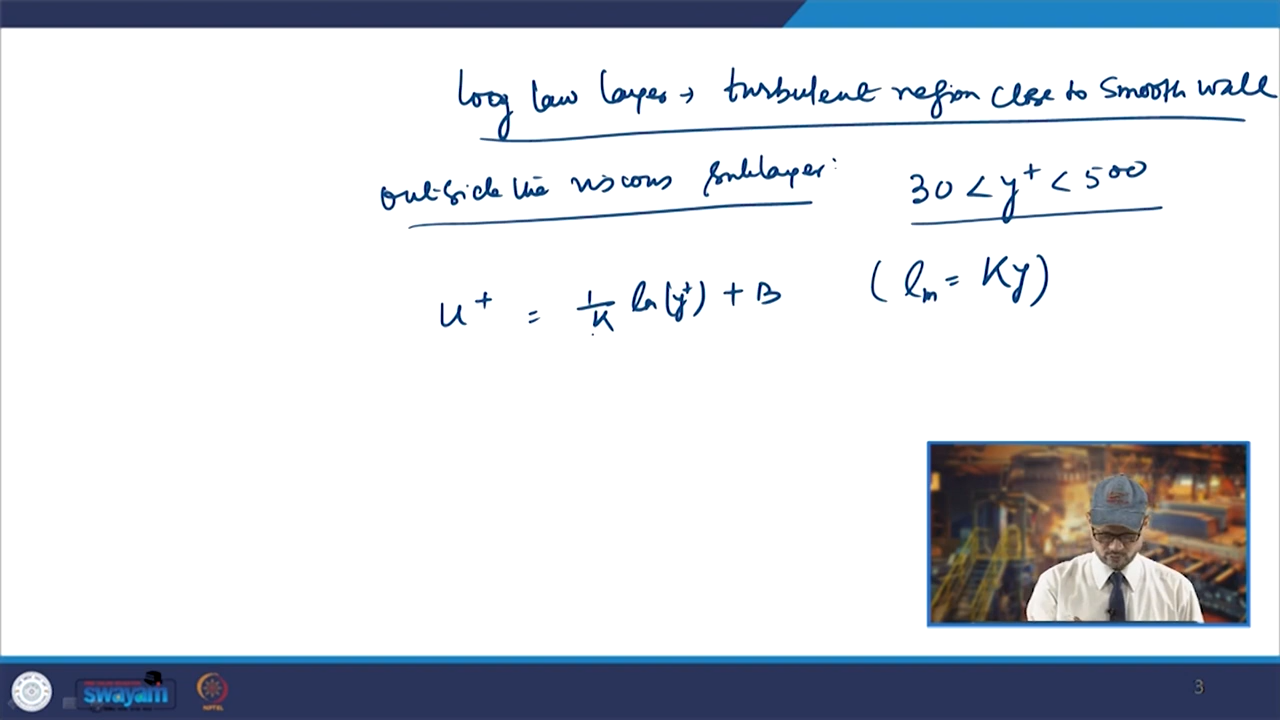 Log law layer → turbulent region close to smooth wall
outside the viscous sublayer: 30 < y⁺ < 500
u⁺ = 1/K ln(y⁺) + B (lₘ = Ky)
swayam
3